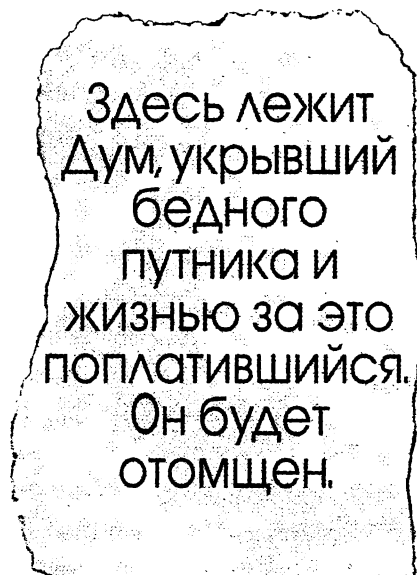 Здесь лежит
Дум, укрывший
бедного
путника и
жизнью за это
поплатившийся.
Он будет
отомщен.